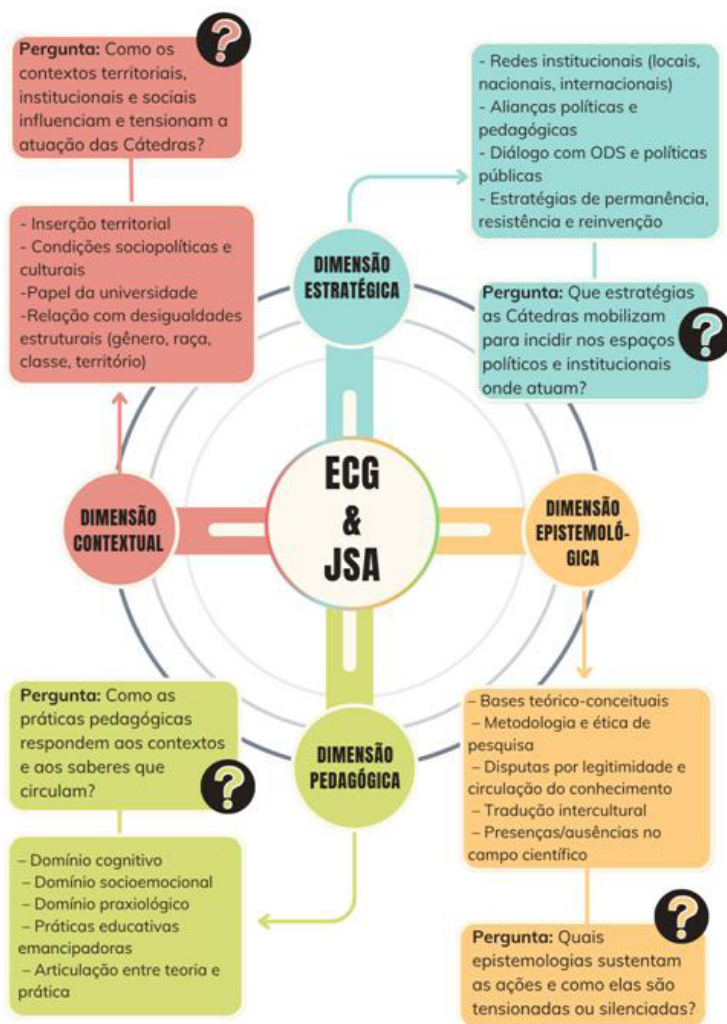 Pergunta: Como os
contextos territoriais,
institucionais e sociais
influenciam e tensionam a
atuação das Cátedras?
?
- Inserção territorial
- Condições sociopolíticas e
culturais
-Papel da universidade
-Relação com desigualdades
estruturais (gênero, raça,
classe, território)
DIMENSÃO
CONTEXTUAL
- Redes institucionais (locais,
nacionais, internacionais)
- Alianças políticas e
pedagógicas
- Diálogo com ODS e políticas
públicas
- Estratégias de permanência,
resistência e reinvenção
DIMENSÃO
ESTRATÉGICA
Pergunta: Que estratégias
as Cátedras mobilizam
para incidir nos espaços
políticos e institucionais
onde atuam?
?
ECG
&
JSA
DIMENSÃO
EPISTEMOLÓ-
GICA
– Bases teórico-conceituais
– Metodologia e ética de
pesquisa
– Disputas por legitimidade e
circulação do conhecimento
– Tradução intercultural
– Presenças/ausências no
campo científico
Pergunta: Quais
epistemologias sustentam
as ações e como elas são
tensionadas ou silenciadas?
?
DIMENSÃO
PEDAGÓGICA
Pergunta: Como as
práticas pedagógicas
respondem aos contextos
e aos saberes que
circulam?
?
– Domínio cognitivo
– Domínio socioemocional
– Domínio praxiológico
– Práticas educativas
emancipadoras
– Articulação entre teoria e
prática